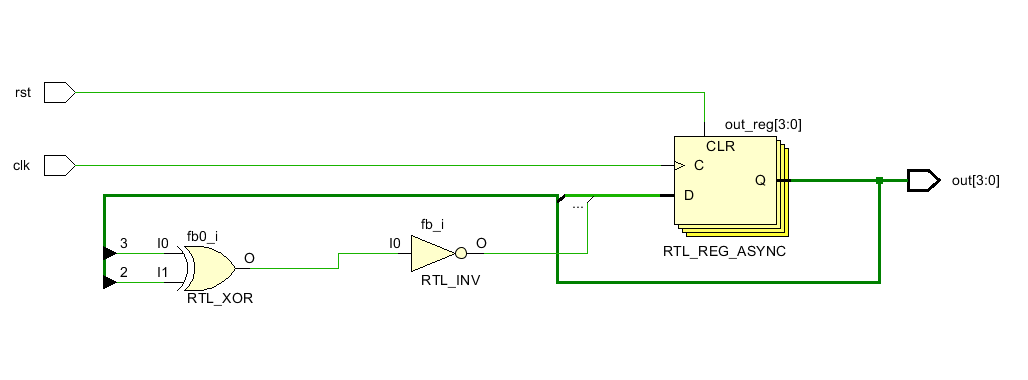 rst
out_reg[3:0]
CLR
clk
C
Q
out[3:0]
D
...
fb_i
fb0_i
3
I0
I0
O
RTL_REG_ASYNC
O
2
I1
RTL_INV
RTL_XOR